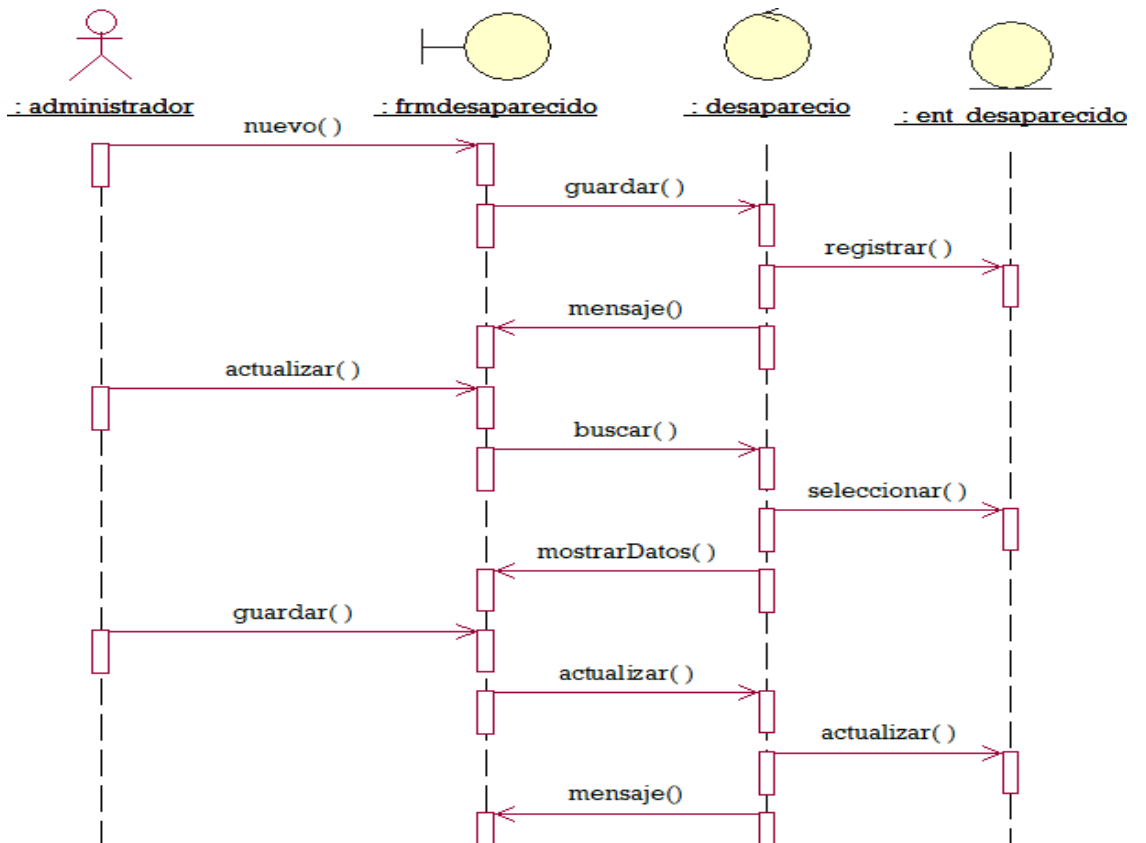 : administrador
: frmdesaparecido
: desaparecio
: ent_desaparecido
nuevo( )
guardar( )
registrar( )
mensaje()
actualizar( )
buscar( )
seleccionar( )
mostrarDatos( )
guardar( )
actualizar( )
actualizar( )
mensaje()